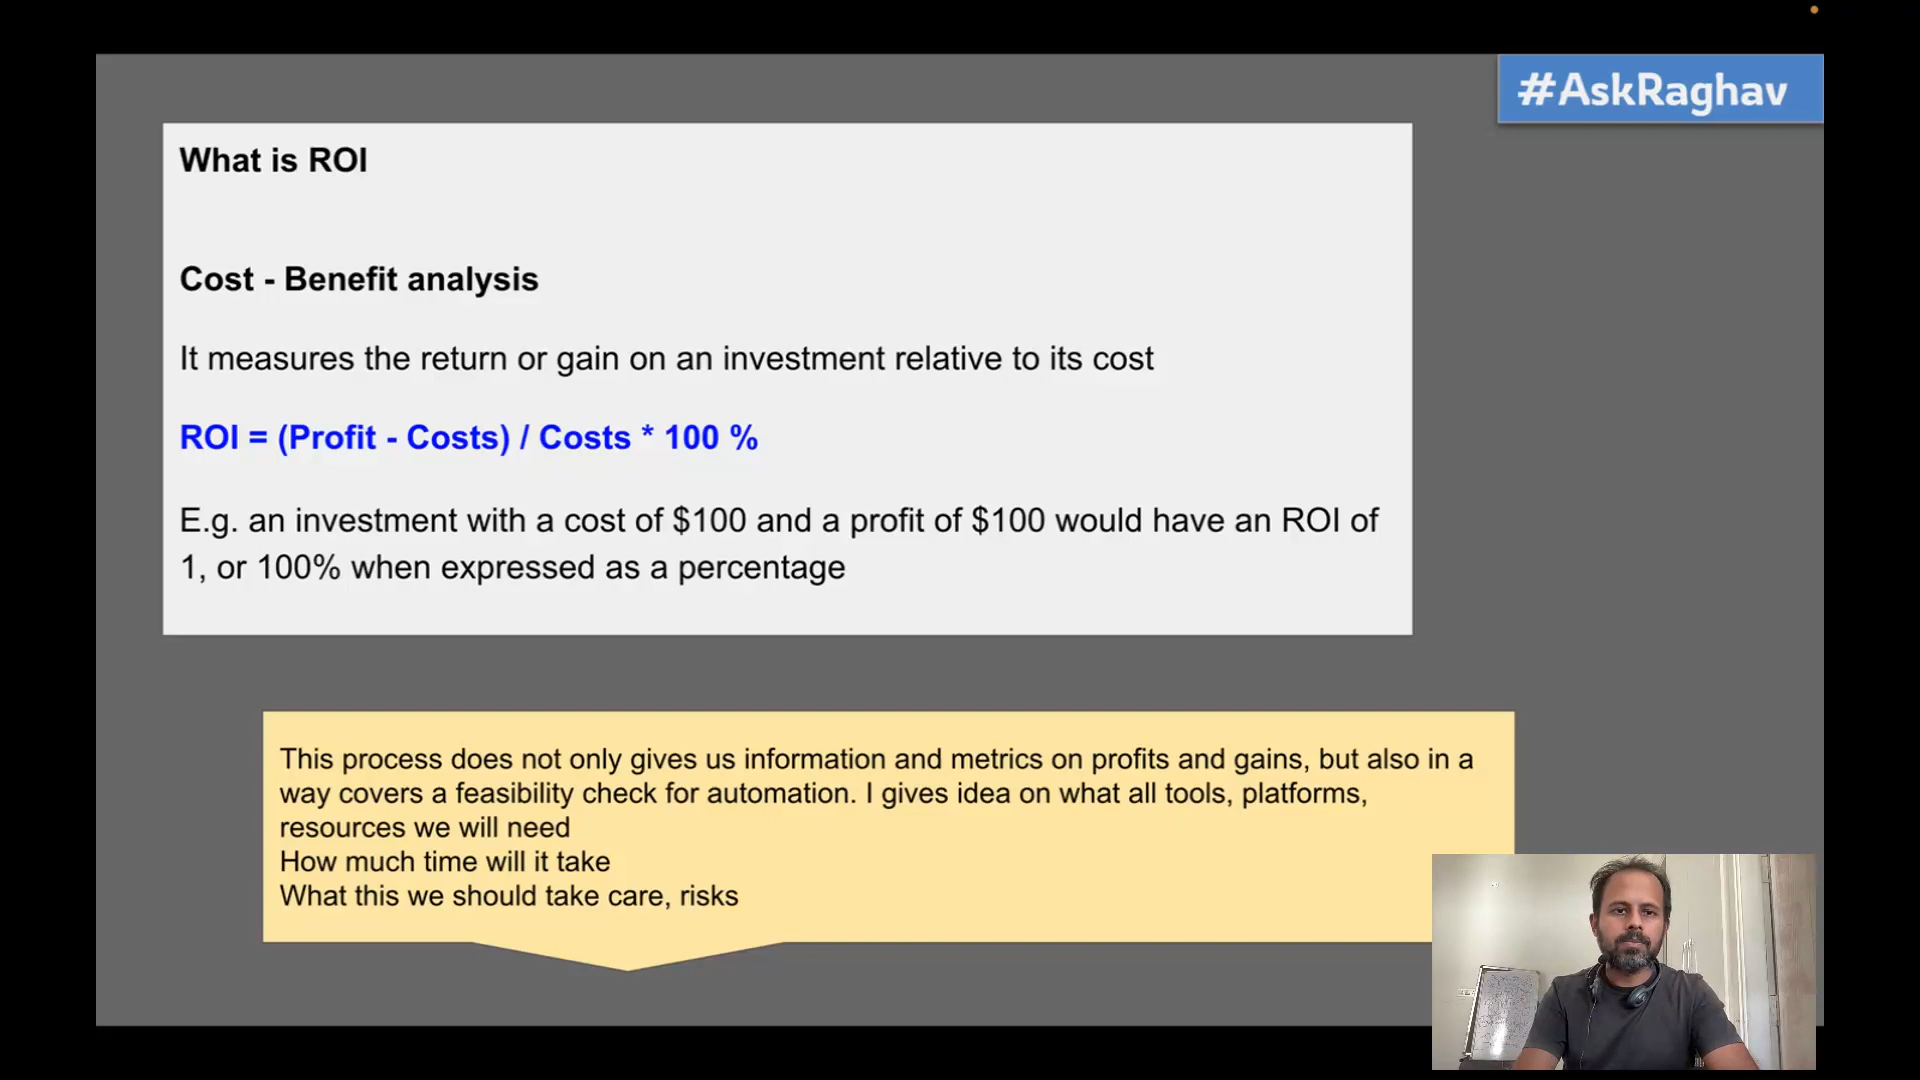 #AskRaghav
What is ROI
Cost - Benefit analysis
It measures the return or gain on an investment relative to its cost
ROI = (Profit - Costs) / Costs * 100 %
E.g. an investment with a cost of $100 and a profit of $100 would have an ROI of
1, or 100% when expressed as a percentage
This process does not only gives us information and metrics on profits and gains, but also in a
way covers a feasibility check for automation. I gives idea on what all tools, platforms,
resources we will need
How much time will it take
What this we should take care, risks